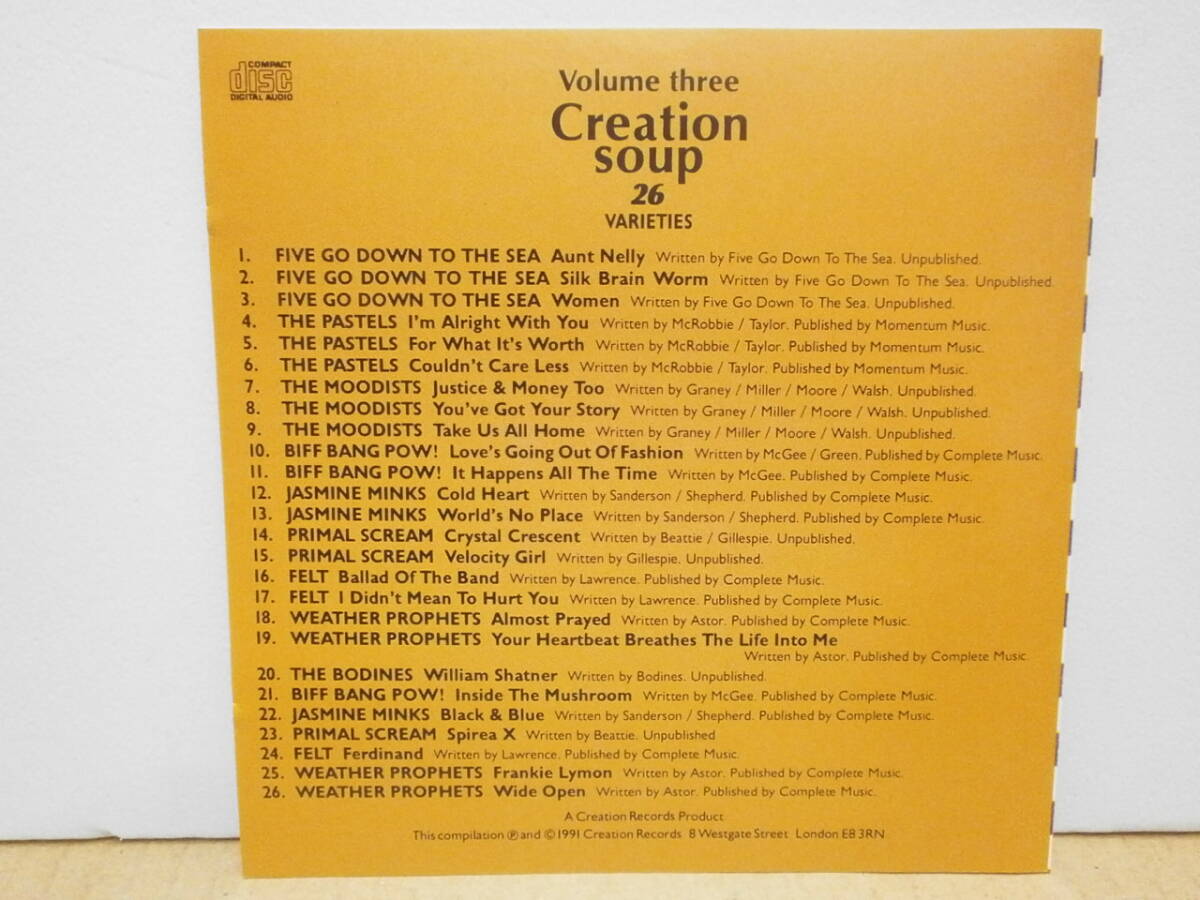 COMPACT
disc
DIGITAL AUDIO
Volume three
Creation
soup
26
VARIETIES
1. FIVE GO DOWN TO THE SEA Aunt Nelly Written by Five Go Down To The Sea. Unpublished.
2. FIVE GO DOWN TO THE SEA Silk Brain Worm Written by Five Go Down To The Sea. Unpublished.
3. FIVE GO DOWN TO THE SEA Women Written by Five Go Down To The Sea. Unpublished.
4. THE PASTELS I'm Alright With You Written by McRobbie / Taylor. Published by Momentum Music.
5. THE PASTELS For What It's Worth Written by McRobbie / Taylor. Published by Momentum Music.
6. THE PASTELS Couldn't Care Less Written by McRobbie / Taylor. Published by Momentum Music.
7. THE MOODISTS Justice & Money Too Written by Graney / Miller / Moore / Walsh. Unpublished.
8. THE MOODISTS You've Got Your Story Written by Graney / Miller / Moore / Walsh. Unpublished.
9. THE MOODISTS Take Us All Home Written by Graney / Miller / Moore / Walsh. Unpublished.
10. BIFF BANG POW! Love's Going Out Of Fashion Written by McGee / Green. Published by Complete Music.
11. BIFF BANG POW! It Happens All The Time Written by McGee. Published by Complete Music.
12. JASMINE MINKS Cold Heart Written by Sanderson / Shepherd. Published by Complete Music.
13. JASMINE MINKS World's No Place Written by Sanderson / Shepherd. Published by Complete Music.
14. PRIMAL SCREAM Crystal Crescent Written by Beattie / Gillespie. Unpublished.
15. PRIMAL SCREAM Velocity Girl Written by Gillespie. Unpublished.
16. FELT Ballad Of The Band Written by Lawrence. Published by Complete Music.
17. FELT I Didn't Mean To Hurt You Written by Lawrence. Published by Complete Music.
18. WEATHER PROPHETS Almost Prayed Written by Astor. Published by Complete Music.
19. WEATHER PROPHETS Your Heartbeat Breathes The Life Into Me
Written by Astor. Published by Complete Music.
20. THE BODINES William Shatner Written by Bodines. Unpublished.
21. BIFF BANG POW! Inside The Mushroom Written by McGee. Published by Complete Music.
22. JASMINE MINKS Black & Blue Written by Sanderson / Shepherd. Published by Complete Music.
23. PRIMAL SCREAM Spirea X Written by Beattie. Unpublished
24. FELT Ferdinand Written by Lawrence. Published by Complete Music.
25. WEATHER PROPHETS Frankie Lymon Written by Astor. Published by Complete Music.
26. WEATHER PROPHETS Wide Open Written by Astor. Published by Complete Music.
A Creation Records Product
This compilation Ⓟ and © 1991 Creation Records 8 Westgate Street London E8 3RN